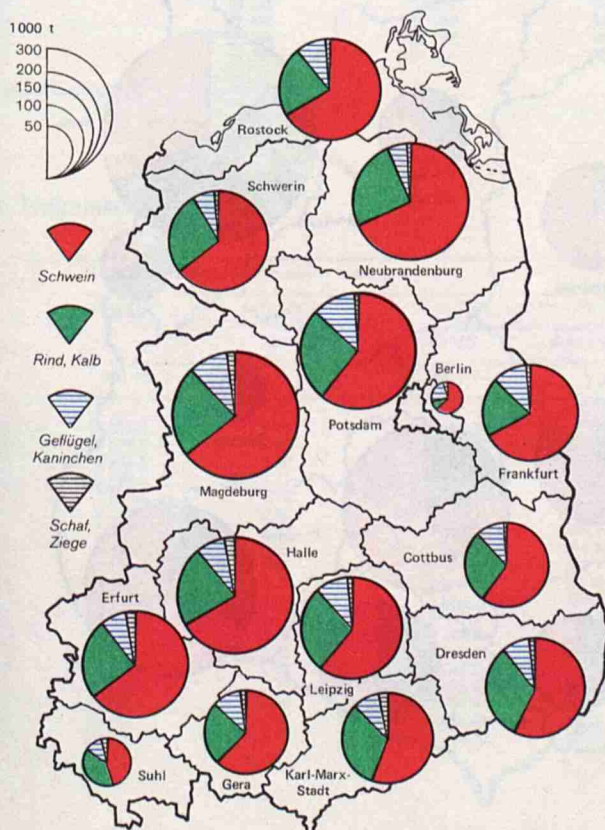 1000 t
300
200
150
100
50
Schwein
Rind, Kalb
Geflügel,
Kaninchen
Schaf,
Ziege
Rostock
Schwerin
Neubrandenburg
Berlin
Potsdam
Frankfurt
Magdeburg
Halle
Cottbus
Erfurt
Leipzig
Dresden
Suhl
Gera
Karl-Marx-
Stadt